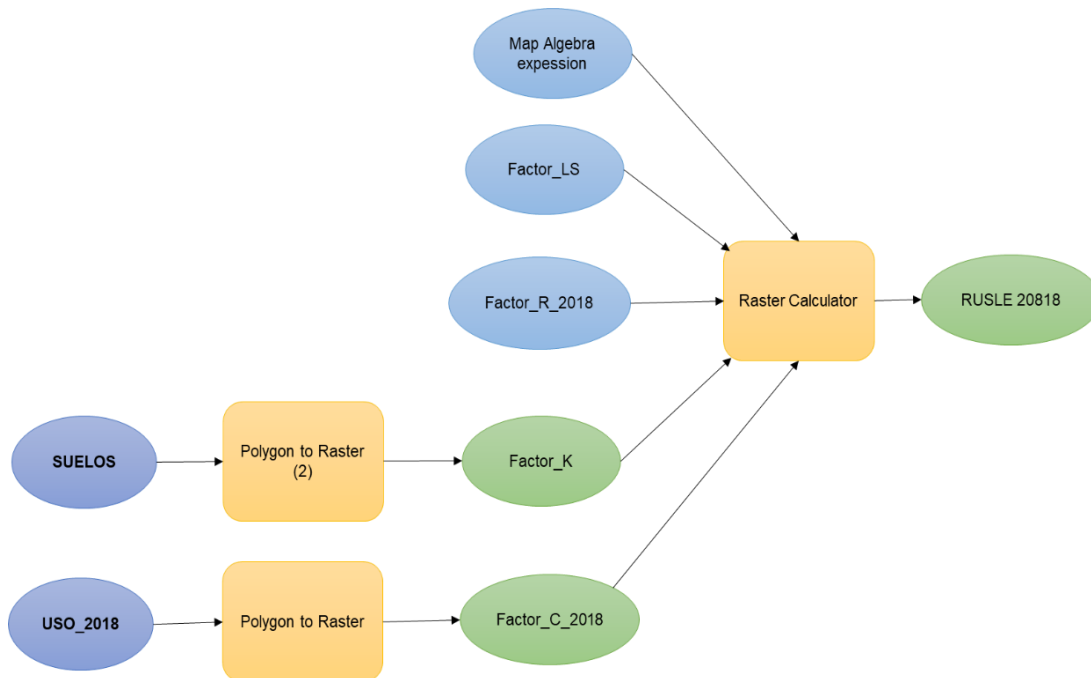 Map Algebra
expession
Factor_LS
Factor_R_2018
Raster Calculator
RUSLE 20818
SUELOS
Polygon to Raster
(2)
Factor_K
USO_2018
Polygon to Raster
Factor_C_2018